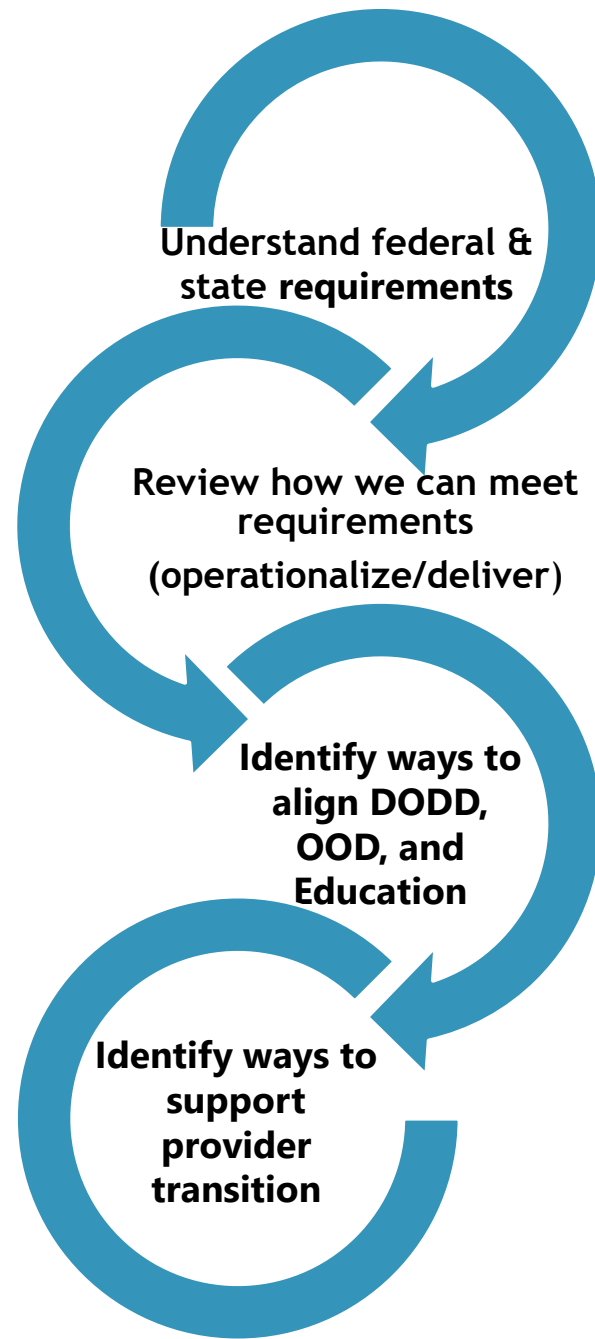 Understand federal &
state requirements
Review how we can meet
requirements
(operationalize/deliver)
Identify ways to
align DODD,
OOD, and
Education
Identify ways to
support
provider
transition